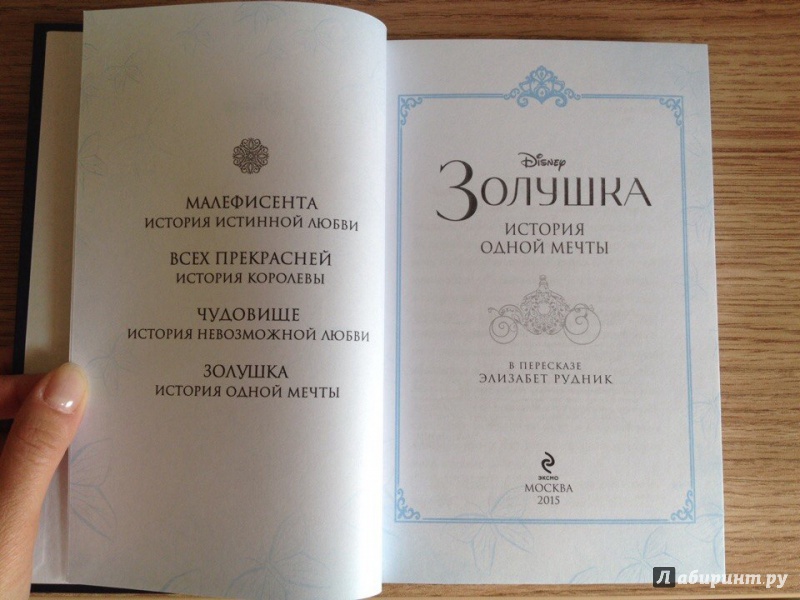 МАЛЕФИСЕНТА
ИСТОРИЯ ИСТИННОЙ ЛЮБВИ
ВСЕХ ПРЕКРАСНЕЙ
ИСТОРИЯ КОРОЛЕВЫ
ЧУДОВИЩЕ
ИСТОРИЯ НЕВОЗМОЖНОЙ ЛЮБВИ
ЗОЛУШКА
ИСТОРИЯ ОДНОЙ МЕЧТЫ
Disney
ЗОЛУШКА
ИСТОРИЯ
ОДНОЙ МЕЧТЫ
В ПЕРЕСКАЗЕ
ЭЛИЗАБЕТ РУДНИК
ЭКСМО
МОСКВА
2015
Лабиринт.ру